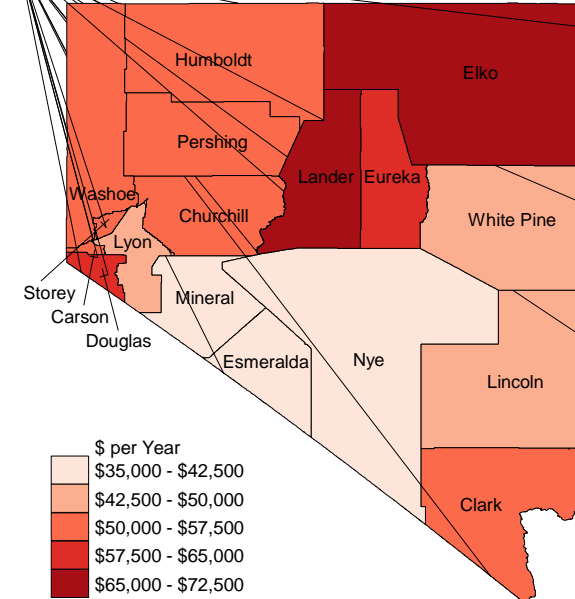 Humboldt
Elko
Pershing
Lander
Eureka
Washoe
Churchill
White Pine
Lyon
Storey
Mineral
Carson
Douglas
Esmeralda
Nye
Lincoln
Clark
$ per Year
$35,000 - $42,500
$42,500 - $50,000
$50,000 - $57,500
$57,500 - $65,000
$65,000 - $72,500